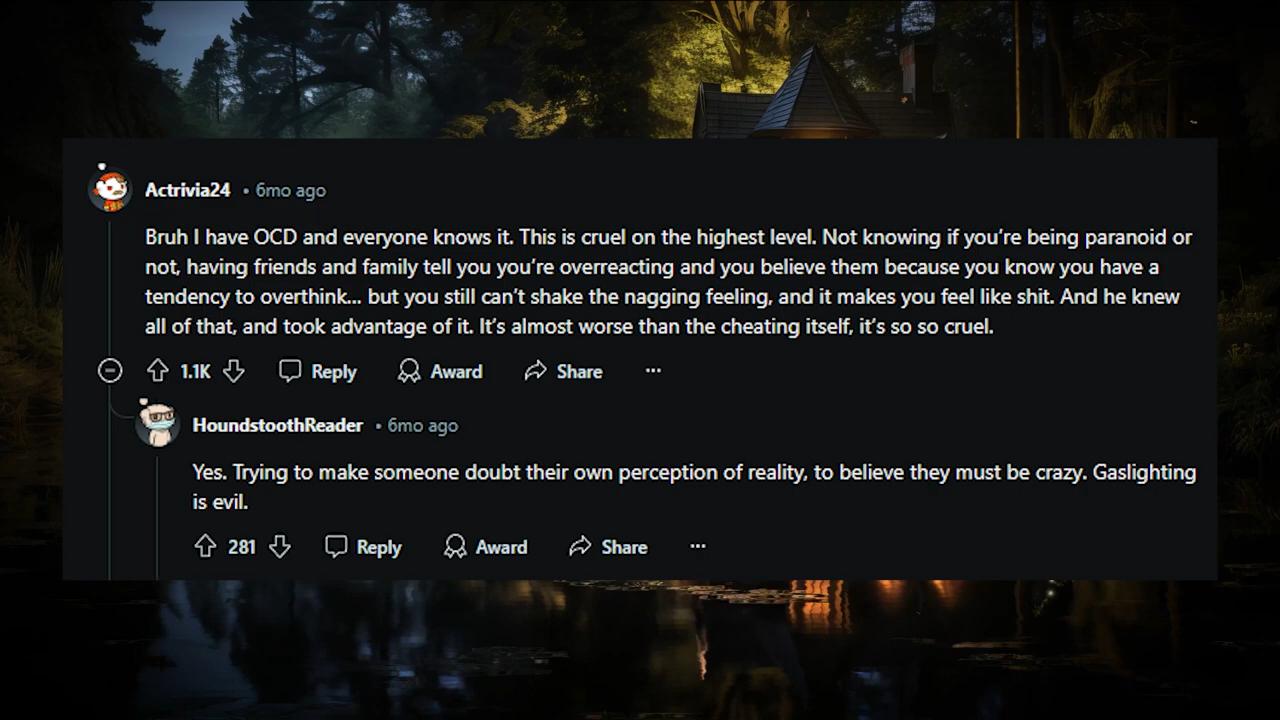 Actrivia24 • 6mo ago
Bruh I have OCD and everyone knows it. This is cruel on the highest level. Not knowing if you’re being paranoid or
not, having friends and family tell you you’re overreacting and you believe them because you know you have a
tendency to overthink... but you still can’t shake the nagging feeling, and it makes you feel like shit. And he knew
all of that, and took advantage of it. It’s almost worse than the cheating itself, it’s so so cruel.
1.1K Reply Award Share ...
HoundstoothReader • 6mo ago
Yes. Trying to make someone doubt their own perception of reality, to believe they must be crazy. Gaslighting
is evil.
281 Reply Award Share ...